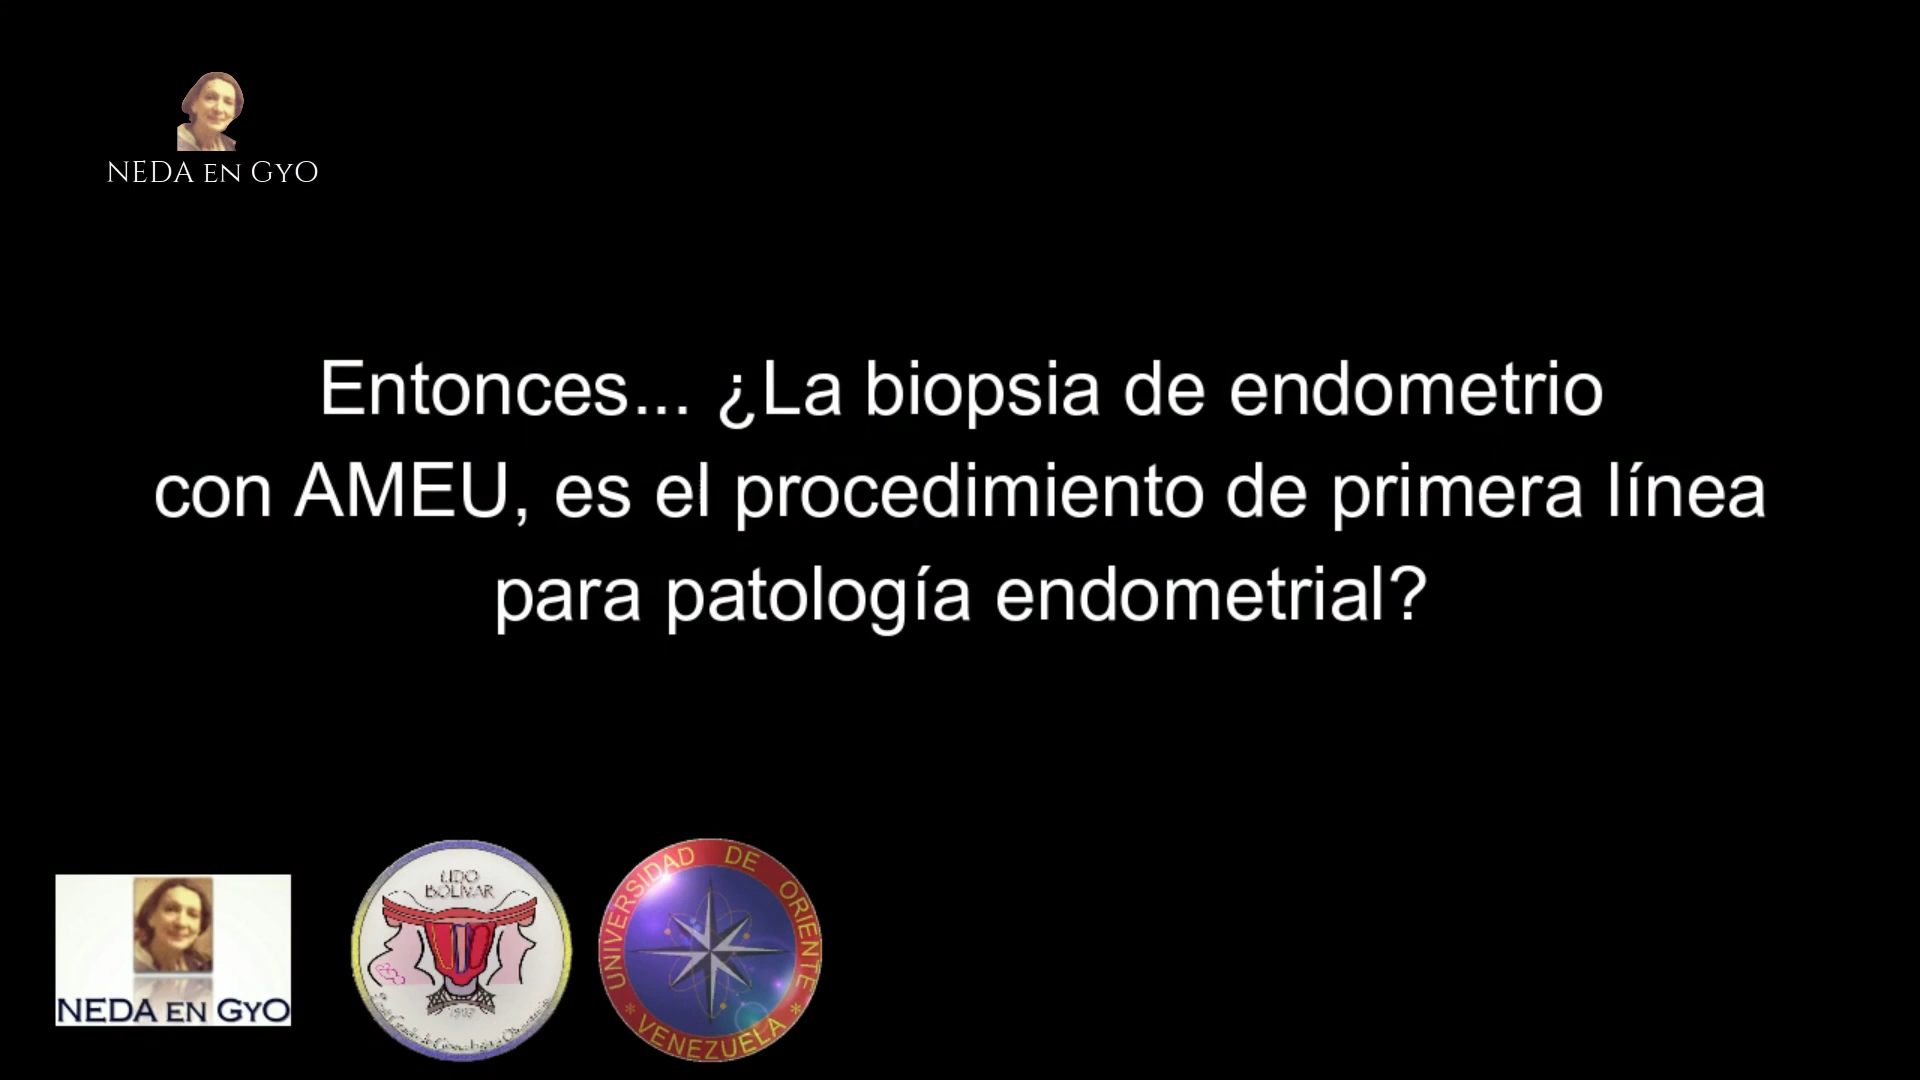 NEDA EN GYO
Entonces... ¿La biopsia de endometrio
con AMEU, es el procedimiento de primera línea
para patología endometrial?
NEDA EN GYO
UDO
BOLIVAR
UNIVERSIDAD DE ORIENTE
* VENEZUELA *